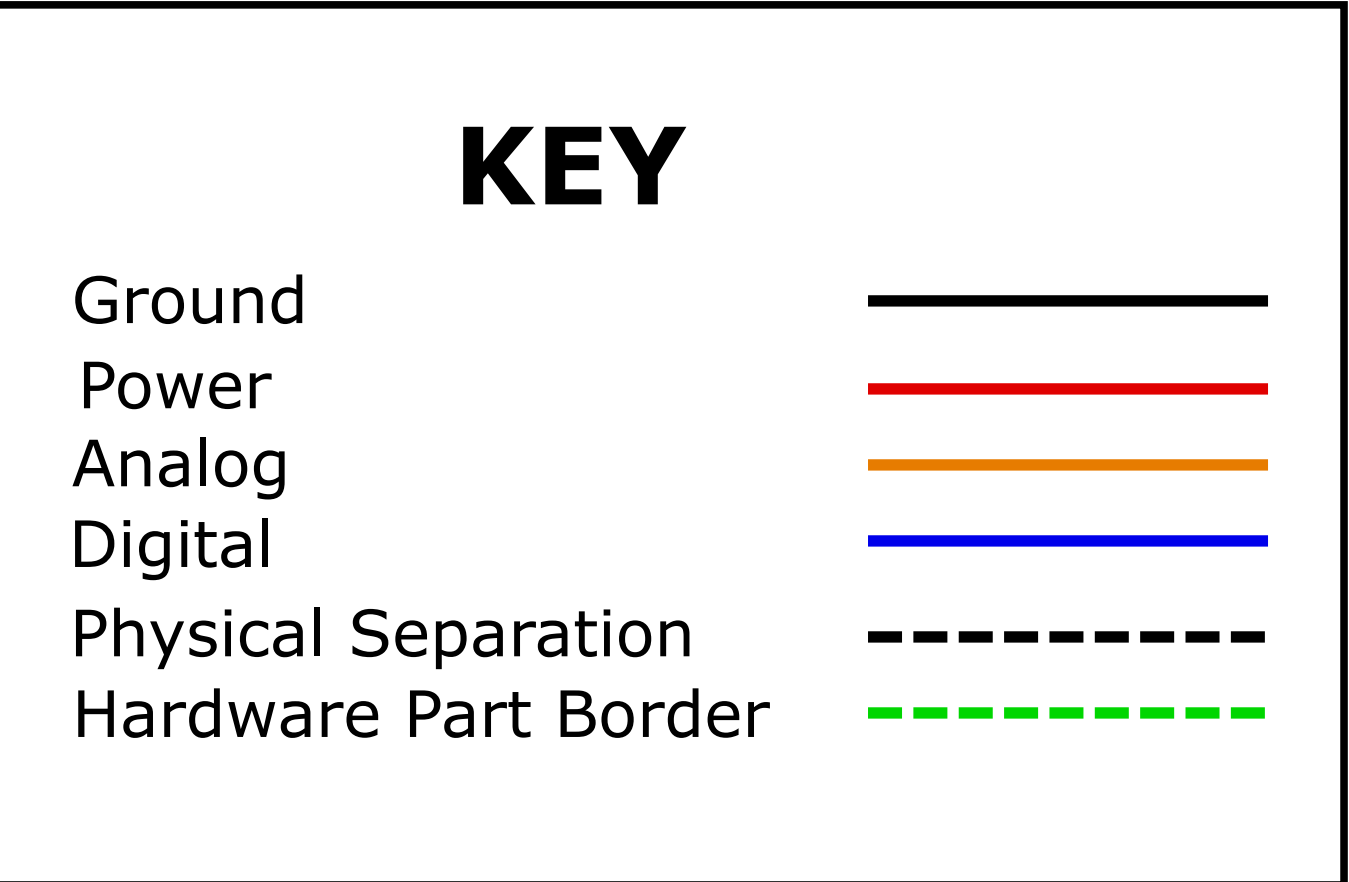 KEY
Ground
Power
Analog
Digital
Physical Separation
Hardware Part Border